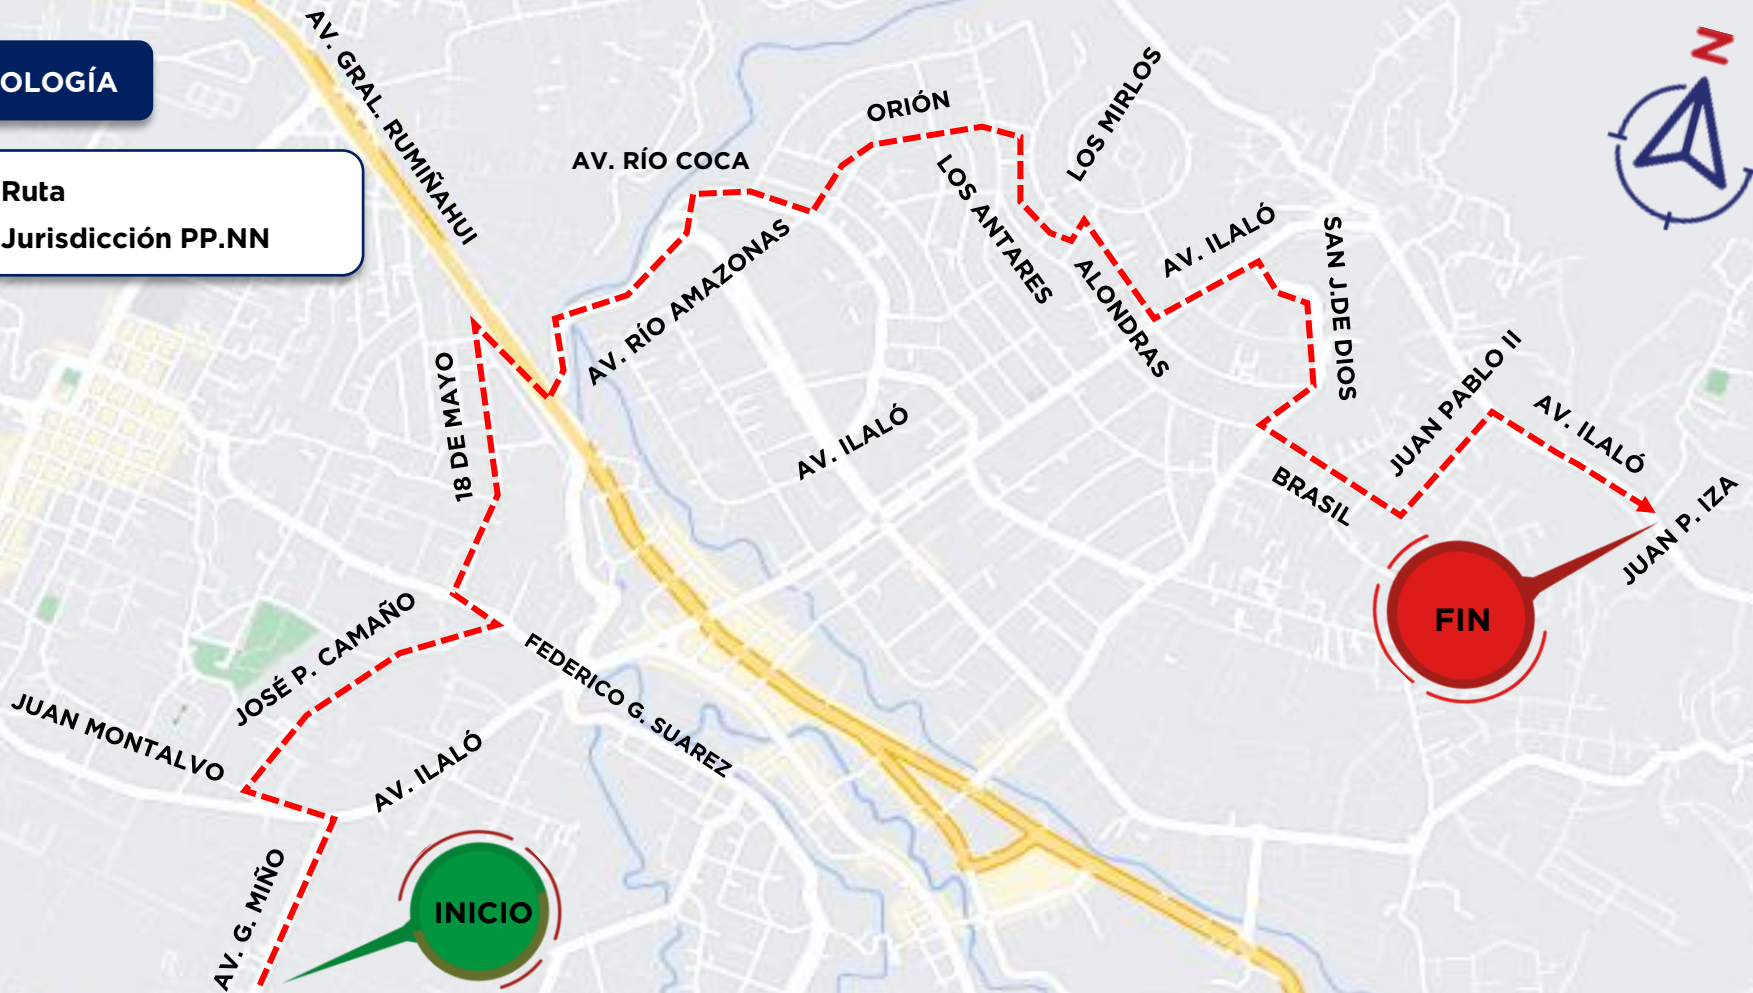 OLOGÍA
Ruta
Jurisdicción PP.NN
N
AV. GRAL. RUMIÑAHUI
AV. RÍO COCA
ORIÓN
LOS MIRLOS
LOS ANTARES
AV. RÍO AMAZONAS
ALONDRAS
AV. ILALÓ
SAN J.DE DIOS
18 DE MAYO
AV. ILALÓ
JUAN PABLO II
AV. ILALÓ
BRASIL
JUAN P. IZA
FIN
JOSÉ P. CAMAÑO
FEDERICO G. SUAREZ
JUAN MONTALVO
AV. ILALÓ
AV. G. MIÑO
INICIO